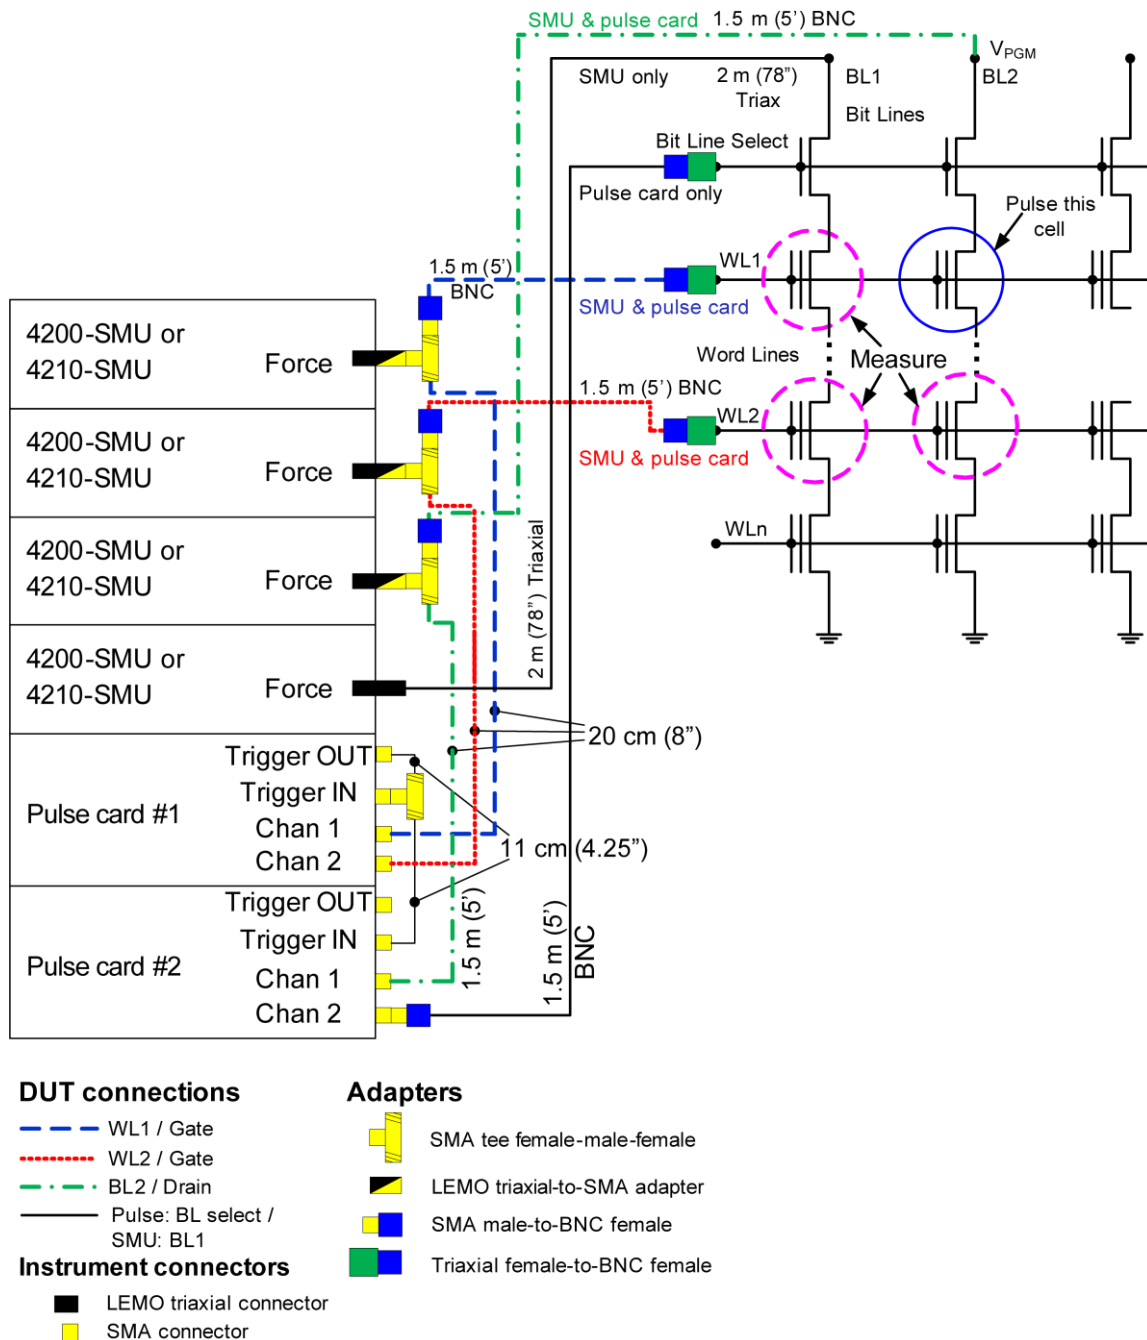 SMU & pulse card 1.5 m (5’) BNC
VPGM
SMU only
2 m (78”)
Triax
BL1
BL2
Bit Lines
Bit Line Select
Pulse card only
Pulse this
cell
1.5 m (5’)
BNC
WL1
SMU & pulse card
Word Lines
Measure
1.5 m (5’) BNC
WL2
SMU & pulse card
WLn
4200-SMU or
4210-SMU
Force
4200-SMU or
4210-SMU
Force
4200-SMU or
4210-SMU
Force
4200-SMU or
4210-SMU
Force
2 m (78”) Triaxial
20 cm (8”)
Pulse card #1
Trigger OUT
Trigger IN
Chan 1
Chan 2
11 cm (4.25”)
Pulse card #2
Trigger OUT
Trigger IN
Chan 1
Chan 2
1.5 m (5’)
1.5 m (5’)
BNC
DUT connections
WL1 / Gate
WL2 / Gate
BL2 / Drain
Pulse: BL select /
SMU: BL1
Instrument connectors
LEMO triaxial connector
SMA connector
Adapters
SMA tee female-male-female
LEMO triaxial-to-SMA adapter
SMA male-to-BNC female
Triaxial female-to-BNC female